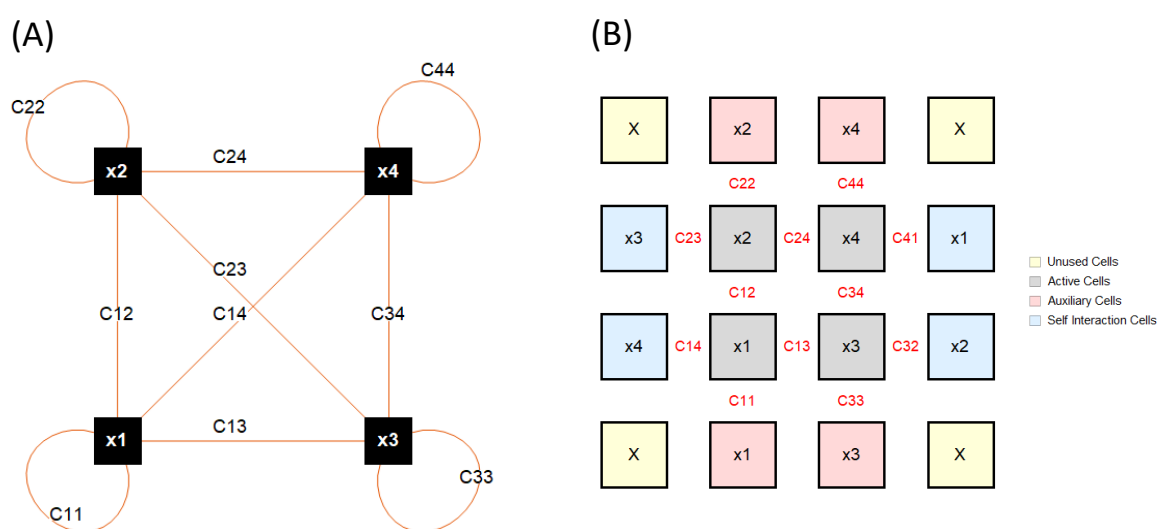 (A)
C44
C22
x2
C24
x4
C23
C12
C14
C34
x1
C13
x3
C33
C11
(B)
X x2 x4 X
C22 C44
x3 C23 x2 C24 x4 C41 x1
C12 C34
x4 C14 x1 C13 x3 C32 x2
C11 C33
X x1 x3 X
Unused Cells
Active Cells
Auxiliary Cells
Self Interaction Cells